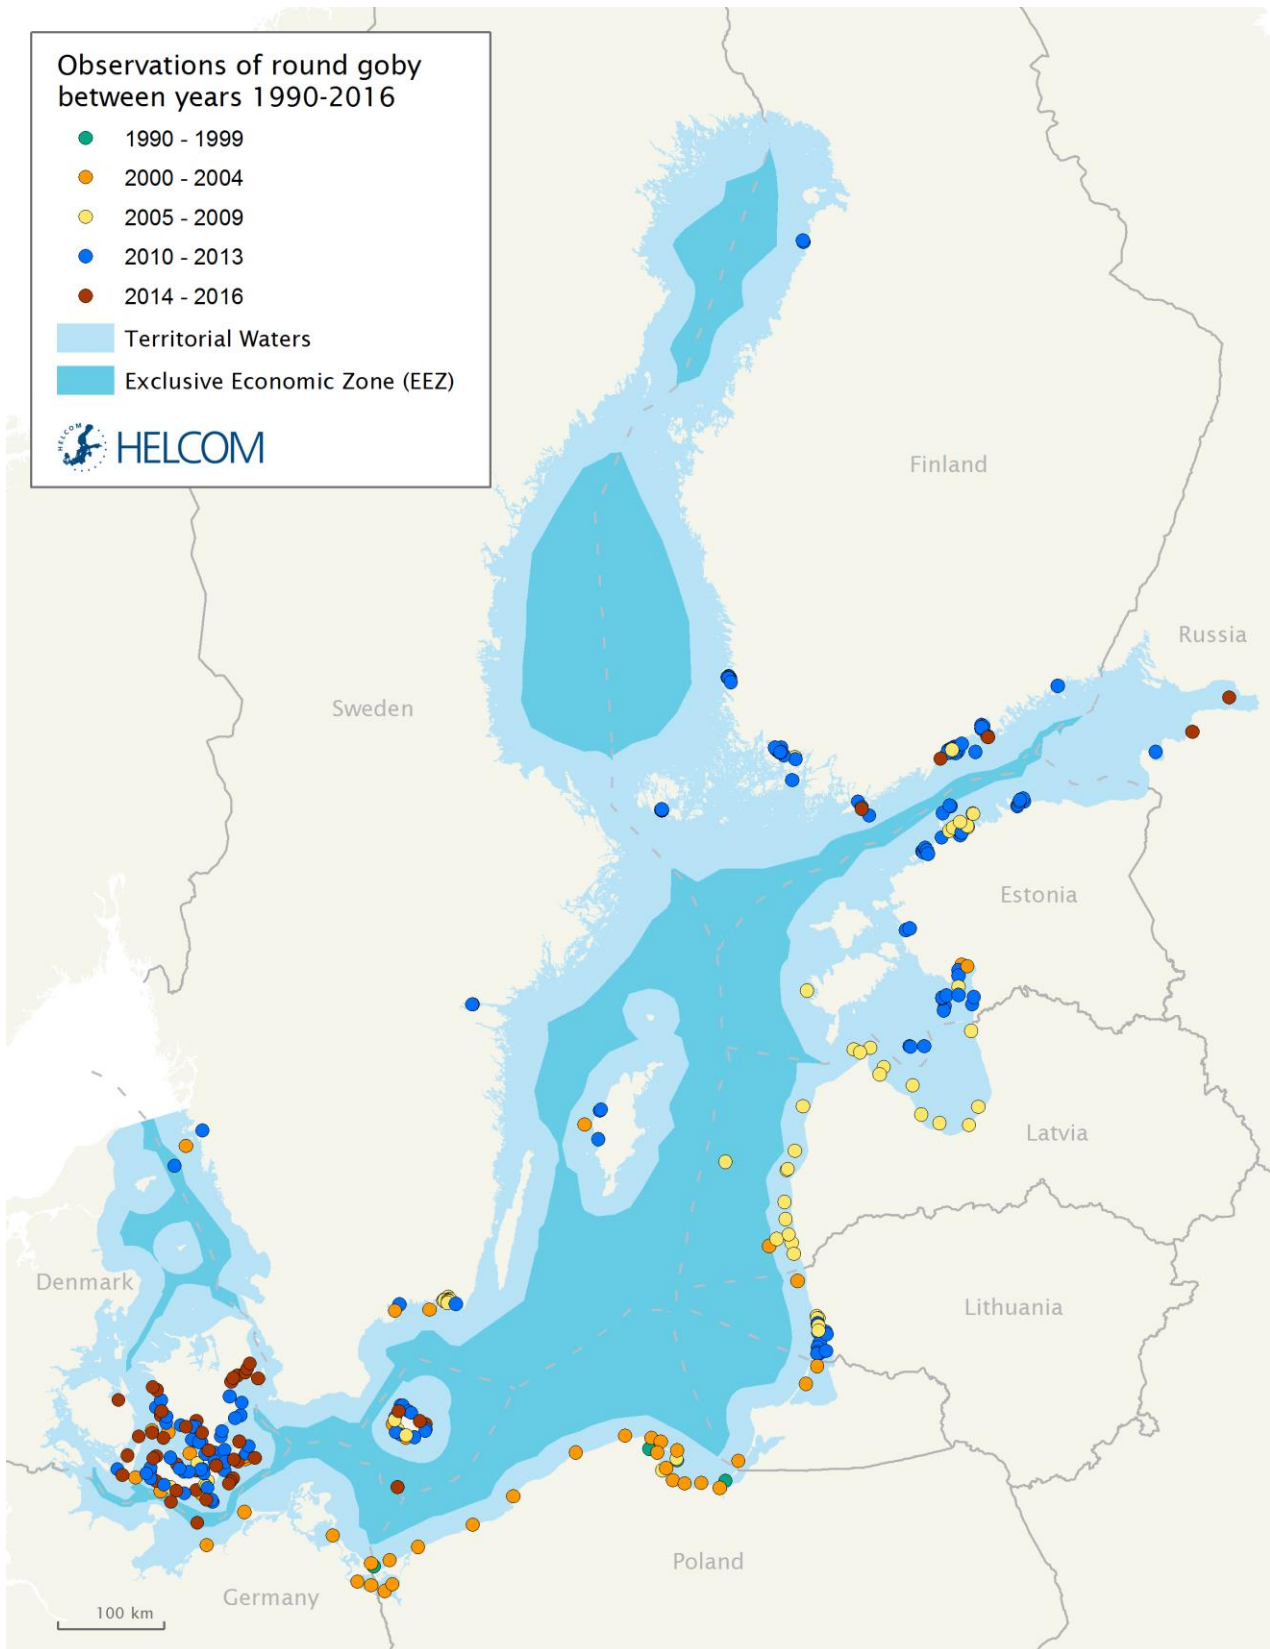 Observations of round goby
between years 1990-2016
1990 - 1999
2000 - 2004
2005 - 2009
2010 - 2013
2014 - 2016
Territorial Waters
Exclusive Economic Zone (EEZ)
HELCOM
HELCOM
Finland
Russia
Sweden
Estonia
Latvia
Denmark
Lithuania
Poland
Germany
100 km